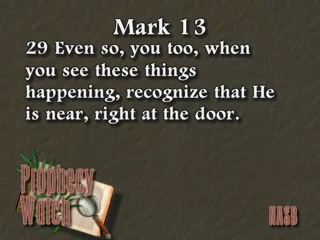 Mark 13
29 Even so, you too, when
you see these things
happening, recognize that He
is near, right at the door.
Prophecy
Watch
NASB